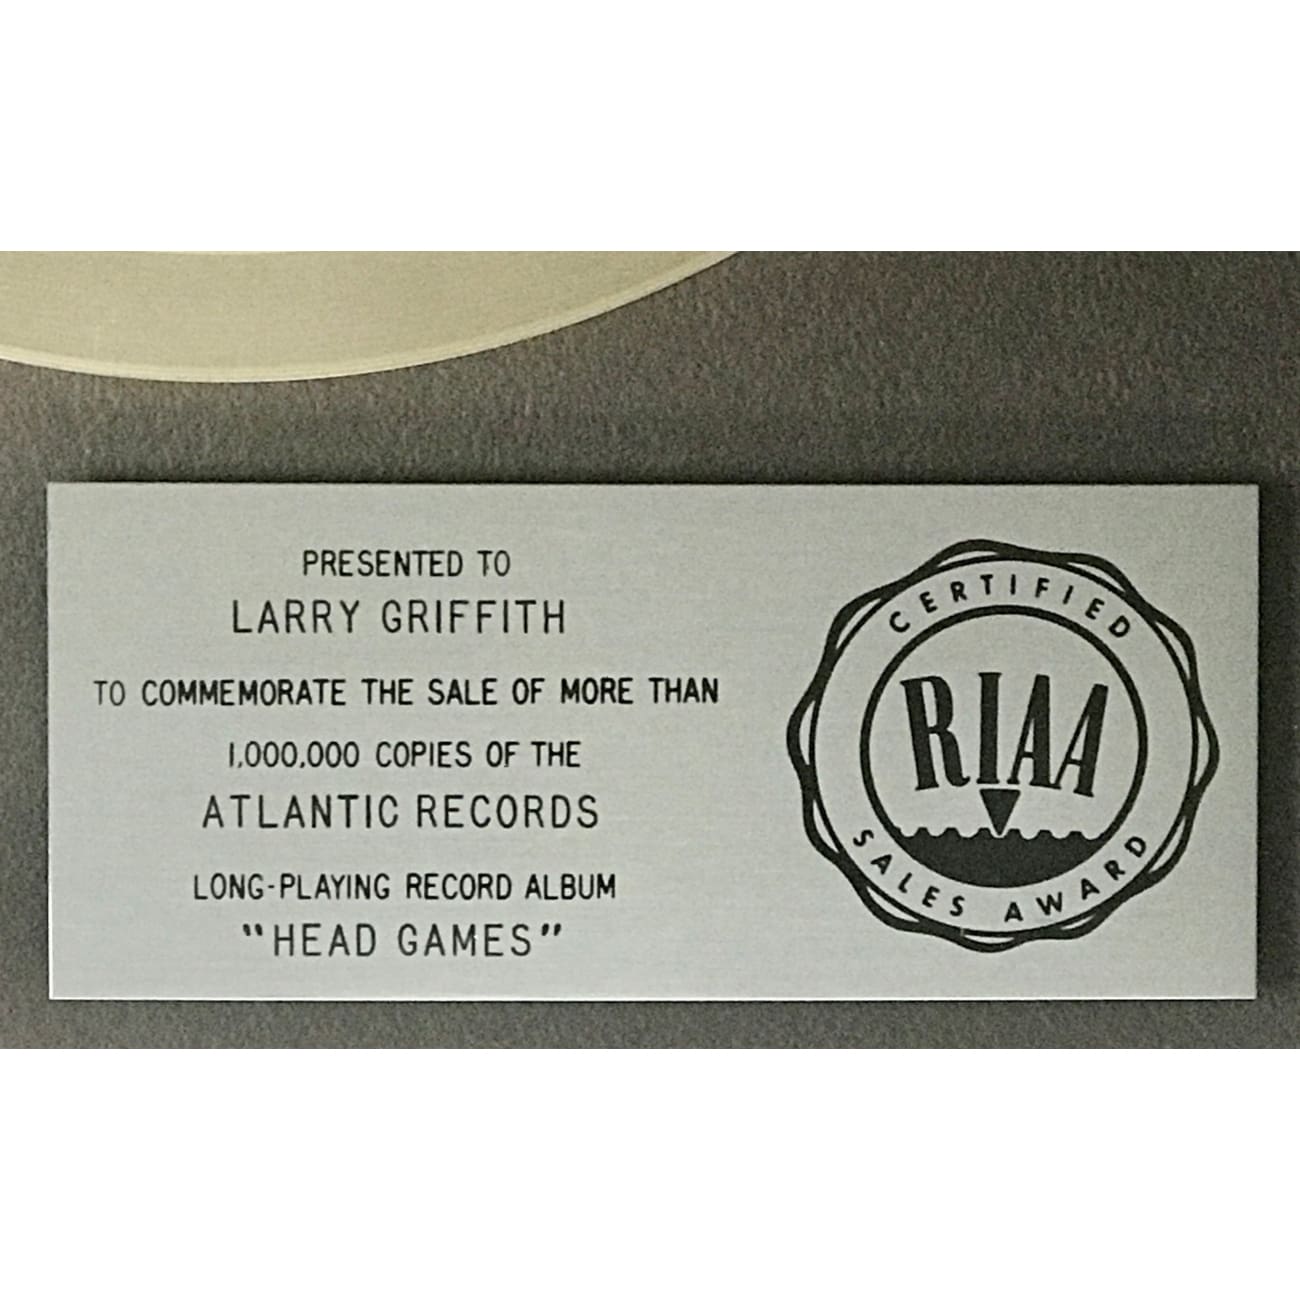 PRESENTED TO
LARRY GRIFFITH
TO COMMEMORATE THE SALE OF MORE THAN
1,000,000 COPIES OF THE
ATLANTIC RECORDS
LONG-PLAYING RECORD ALBUM
"HEAD GAMES"
CERTIFIED
RIAA
SALES AWARD